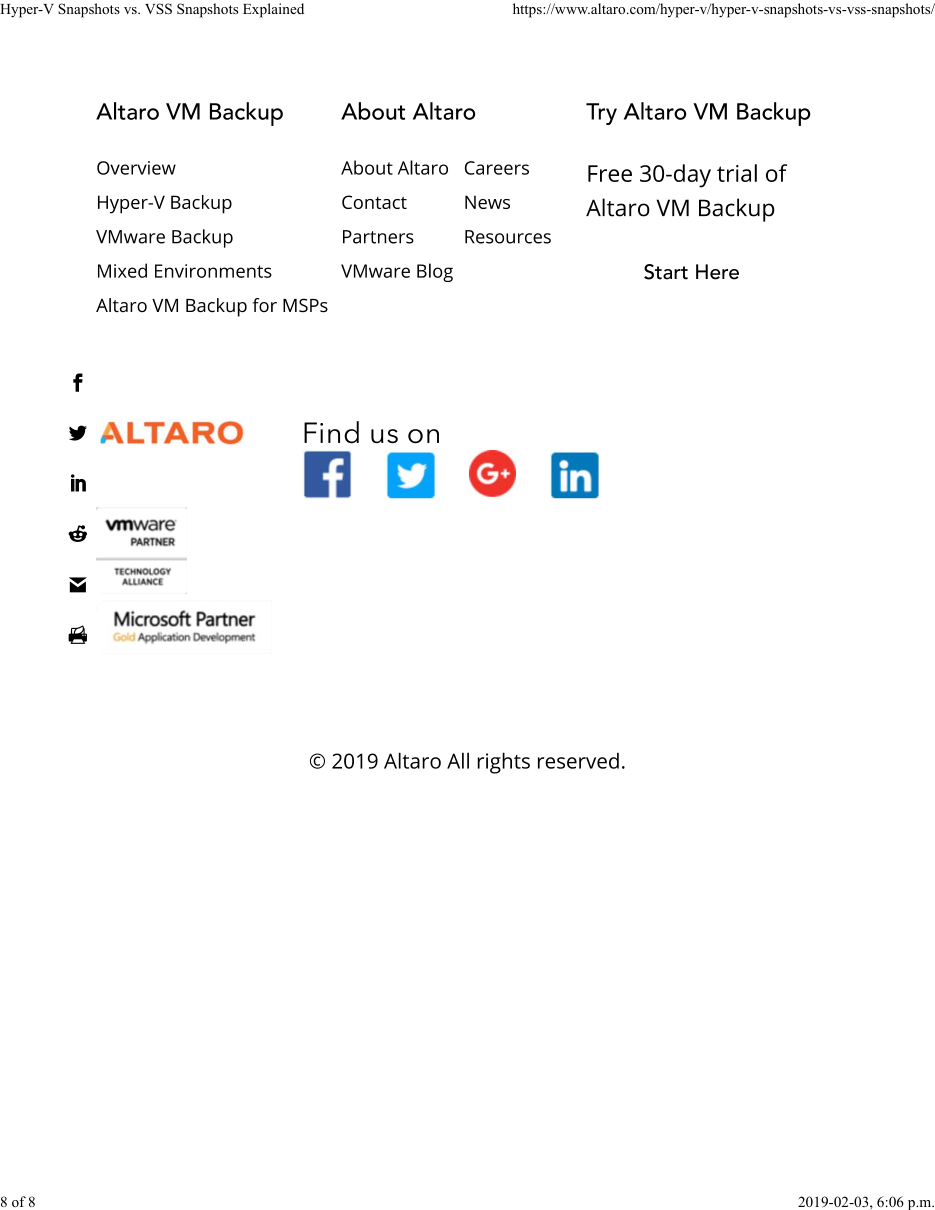 Hyper-V Snapshots vs. VSS Snapshots Explained
https://www.altaro.com/hyper-v/hyper-v-snapshots-vs-vss-snapshots/
Altaro VM Backup
Overview
Hyper-V Backup
VMware Backup
Mixed Environments
Altaro VM Backup for MSPs
About Altaro
About Altaro
Contact
Partners
VMware Blog
Careers
News
Resources
Try Altaro VM Backup
Free 30-day trial of
Altaro VM Backup
Start Here
ALTARO
Find us on
vmware
PARTNER
TECHNOLOGY
ALLIANCE
Microsoft Partner
Gold Application Development
© 2019 Altaro All rights reserved.
8 of 8
2019-02-03, 6:06 p.m.